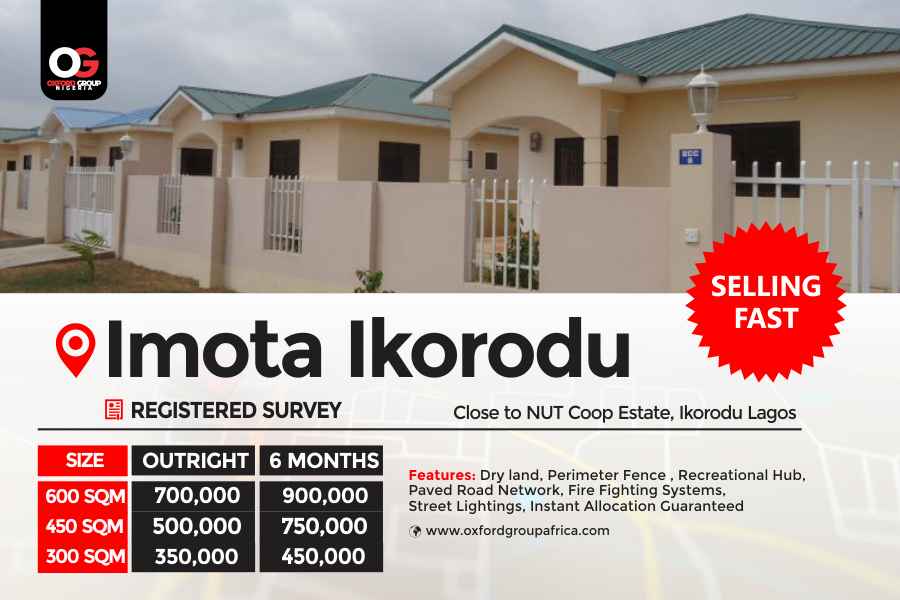 OG
OXFORD GROUP
NIGERIA
acc
6
SELLING
FAST
Imota Ikorodu
REGISTERED SURVEY
Close to NUT Coop Estate, Ikorodu Lagos
SIZE OUTRIGHT 6 MONTHS
600 SQM 700,000 900,000
450 SQM 500,000 750,000
300 SQM 350,000 450,000
Features: Dry land, Perimeter Fence , Recreational Hub,
Paved Road Network, Fire Fighting Systems,
Street Lightings, Instant Allocation Guaranteed
www.oxfordgroupafrica.com